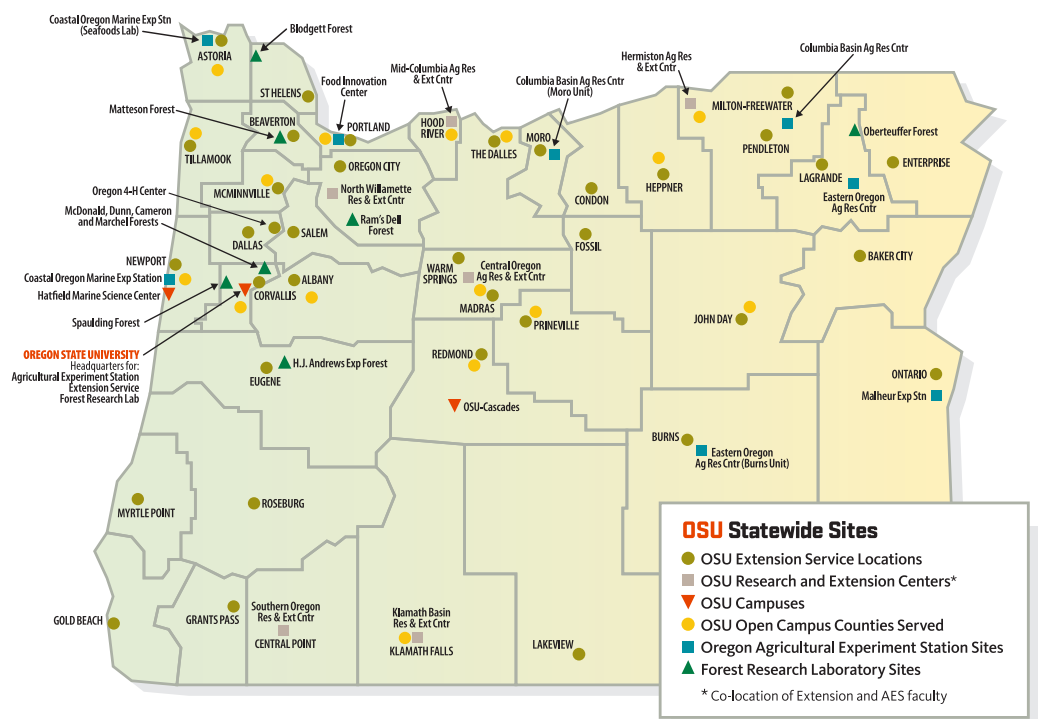 Coastal Oregon Marine Exp Stn
(Seafoods Lab)
Blodgett Forest
ASTORIA
ST HELENS
Matteson Forest
BEAVERTON
Food Innovation
Center
PORTLAND
Mid-Columbia Ag Res
& Ext Cntr
HOOD
RIVER
Columbia Basin Ag Res Cntr
(Moro Unit)
THE DALLES
MORO
Hermiston Ag Res
& Ext Cntr
Columbia Basin Ag Res Cntr
MILTON-FREEWATER
PENDLETON
Oberteuffer Forest
ENTERPRISE
LAGRANDE
Eastern Oregon
Ag Res Cntr
TILLAMOOK
OREGON CITY
North Willamette
Res & Ext Cntr
Ram's Dell
Forest
MCMINNVILLE
Oregon 4-H Center
McDonald, Dunn, Cameron
and Marchel Forests
DALLAS
SALEM
CONDON
HEPPNER
FOSSIL
BAKER CITY
NEWPORT
Coastal Oregon Marine Exp Station
Hatfield Marine Science Center
Spaulding Forest
CORVALLIS
ALBANY
WARM
SPRINGS
Central Oregon
Ag Res & Ext Cntr
MADRAS
PRINEVILLE
JOHN DAY
OREGON STATE UNIVERSITY
Headquarters for:
Agricultural Experiment Station
Extension Service
Forest Research Lab
H.J. Andrews Exp Forest
EUGENE
REDMOND
OSU-Cascades
ONTARIO
Malheur Exp Stn
BURNS
Eastern Oregon
Ag Res Cntr (Burns Unit)
MYRTLE POINT
ROSEBURG
GOLD BEACH
GRANTS PASS
Southern Oregon
Res & Ext Cntr
CENTRAL POINT
Klamath Basin
Res & Ext Cntr
KLAMATH FALLS
LAKEVIEW
OSU Statewide Sites
OSU Extension Service Locations
OSU Research and Extension Centers*
OSU Campuses
OSU Open Campus Counties Served
Oregon Agricultural Experiment Station Sites
Forest Research Laboratory Sites
* Co-location of Extension and AES faculty